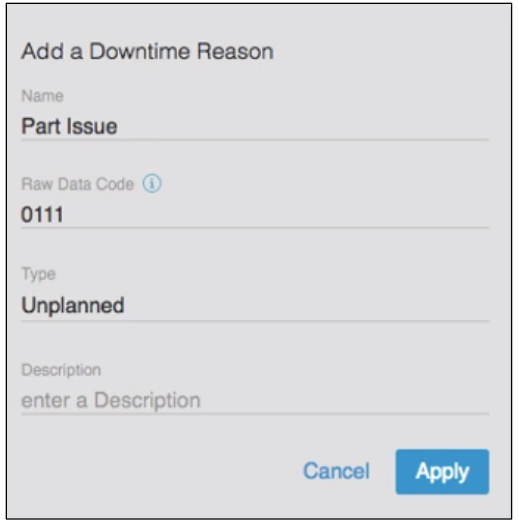 Add a Downtime Reason
Name
Part Issue
Raw Data Code ⓘ
0111
Type
Unplanned
Description
enter a Description
Cancel Apply